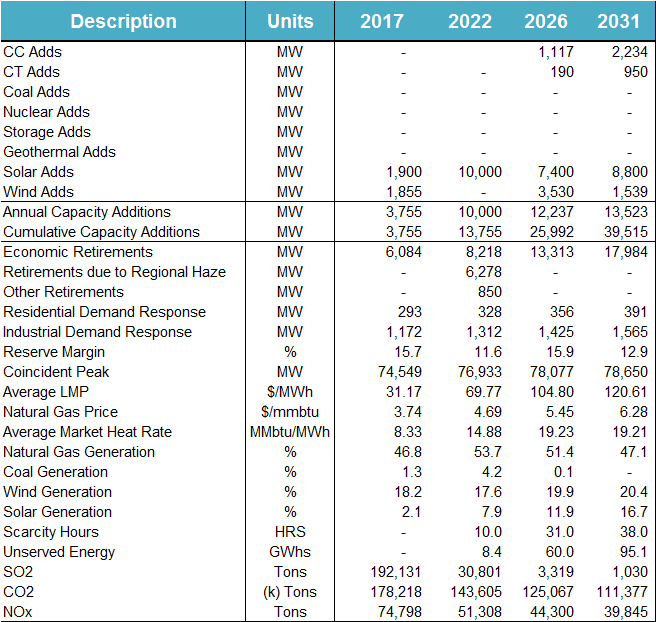 Description Units 2017 2022 2026 2031
CC Adds MW - 1,117 2,234
CT Adds MW - - 190 950
Coal Adds MW - - - -
Nuclear Adds MW - - - -
Storage Adds MW - - - -
Geothermal Adds MW - - - -
Solar Adds MW 1,900 10,000 7,400 8,800
Wind Adds MW 1,855 - 3,530 1,539
Annual Capacity Additions MW 3,755 10,000 12,237 13,523
Cumulative Capacity Additions MW 3,755 13,755 25,992 39,515
Economic Retirements MW 6,084 8,218 13,313 17,984
Retirements due to Regional Haze MW - 6,278 - -
Other Retirements MW - 850 - -
Residential Demand Response MW 293 328 356 391
Industrial Demand Response MW 1,172 1,312 1,425 1,565
Reserve Margin % 15.7 11.6 15.9 12.9
Coincident Peak MW 74,549 76,933 78,077 78,650
Average LMP $/MWh 31.17 69.77 104.80 120.61
Natural Gas Price $/mmbtu 3.74 4.69 5.45 6.28
Average Market Heat Rate MMbtu/MWh 8.33 14.88 19.23 19.21
Natural Gas Generation % 46.8 53.7 51.4 47.1
Coal Generation % 1.3 4.2 0.1 -
Wind Generation % 18.2 17.6 19.9 20.4
Solar Generation % 2.1 7.9 11.9 16.7
Scarcity Hours HRS - 10.0 31.0 38.0
Unserved Energy GWhs - 8.4 60.0 95.1
SO2 Tons 192,131 30,801 3,319 1,030
CO2 (k) Tons 178,218 143,605 125,067 111,377
NOx Tons 74,798 51,308 44,300 39,845